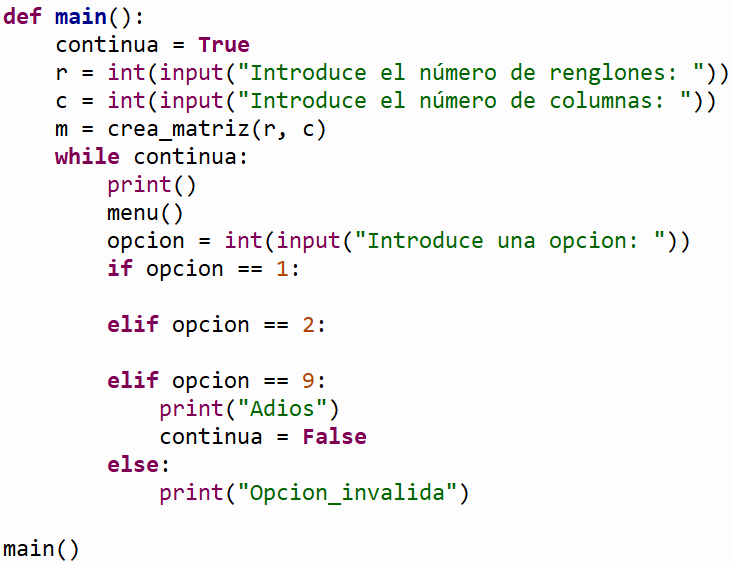 def main():
    continua = True
    r = int(input("Introduce el número de renglones: "))
    c = int(input("Introduce el número de columnas: "))
    m = crea_matriz(r, c)
    while continua:
        print()
        menu()
        opcion = int(input("Introduce una opcion: "))
        if opcion == 1:

        elif opcion == 2:

        elif opcion == 9:
            print("Adios")
            continua = False
        else:
            print("Opcion_invalida")

main()